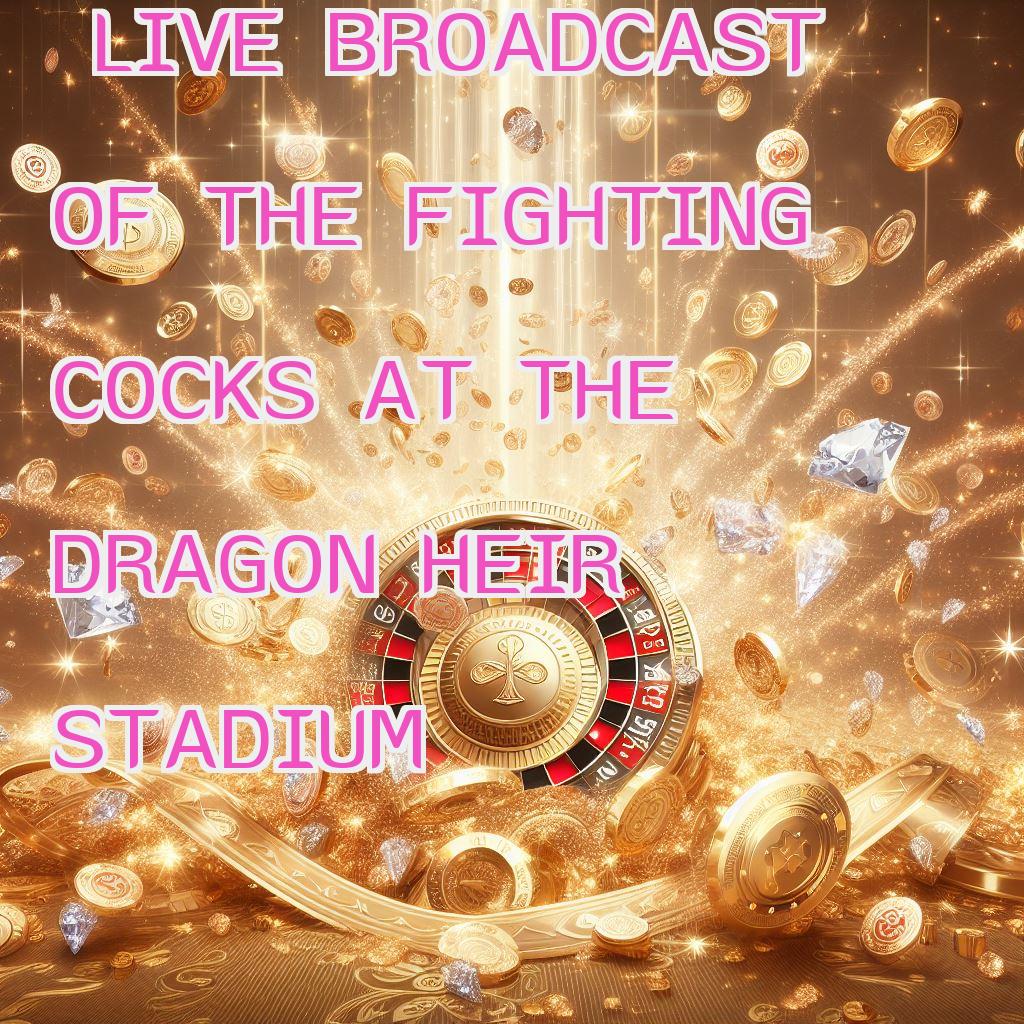 LIVE BROADCAST
OF THE FIGHTING
COCKS AT THE
DRAGON HEIR
STADIUM